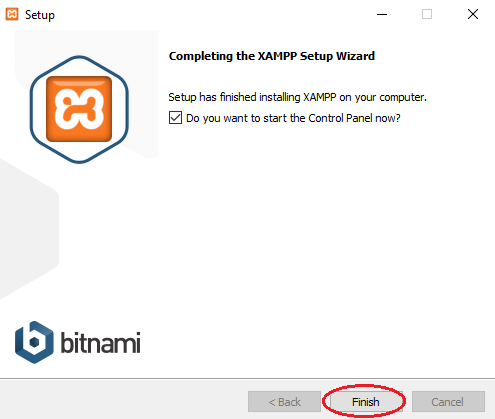 Setup
Completing the XAMPP Setup Wizard
Setup has finished installing XAMPP on your computer.
Do you want to start the Control Panel now?
bitnami
< Back
Finish
Cancel